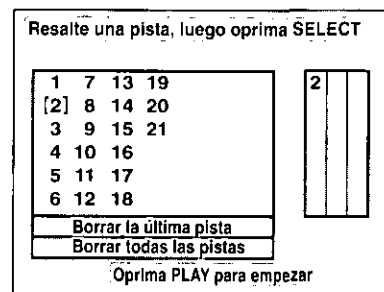 Resalte una pista, luego oprima SELECT
1 7 13 19 2
[2] 8 14 20
3 9 15 21
4 10 16
5 11 17
6 12 18
Borrar la última pista
Borrar todas las pistas
Oprima PLAY para empezar